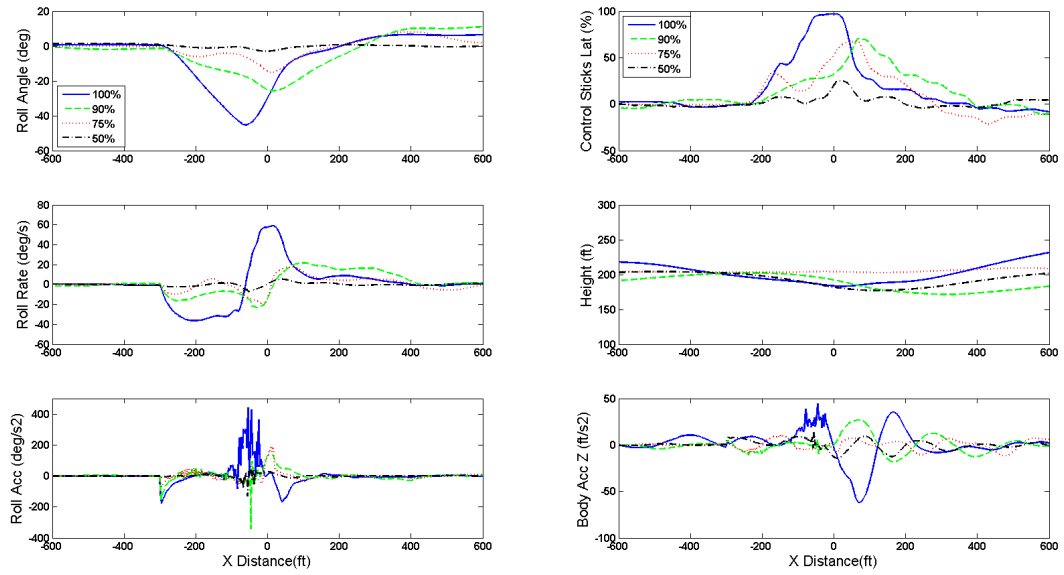 Roll Angle (deg)
20
0
-20
-40
-60
100%
90%
75%
50%
-600 -400 -200 0 200 400 600
Control Sticks Lat (%)
100
50
0
50
100%
90%
75%
50%
-600 -400 -200 0 200 400 600
Roll Rate (deg/s)
80
60
40
20
0
-20
-40
-60
-600 -400 -200 0 200 400 600
Height (ft)
300
250
200
150
100
-600 -400 -200 0 200 400 600
Roll Acc (deg/s2)
400
200
0
-200
-400
-600 -400 -200 0 200 400 600
X Distance(ft)
Body Acc Z (ft/s2)
50
0
-50
-100
-600 -400 -200 0 200 400 600
X Distance(ft)